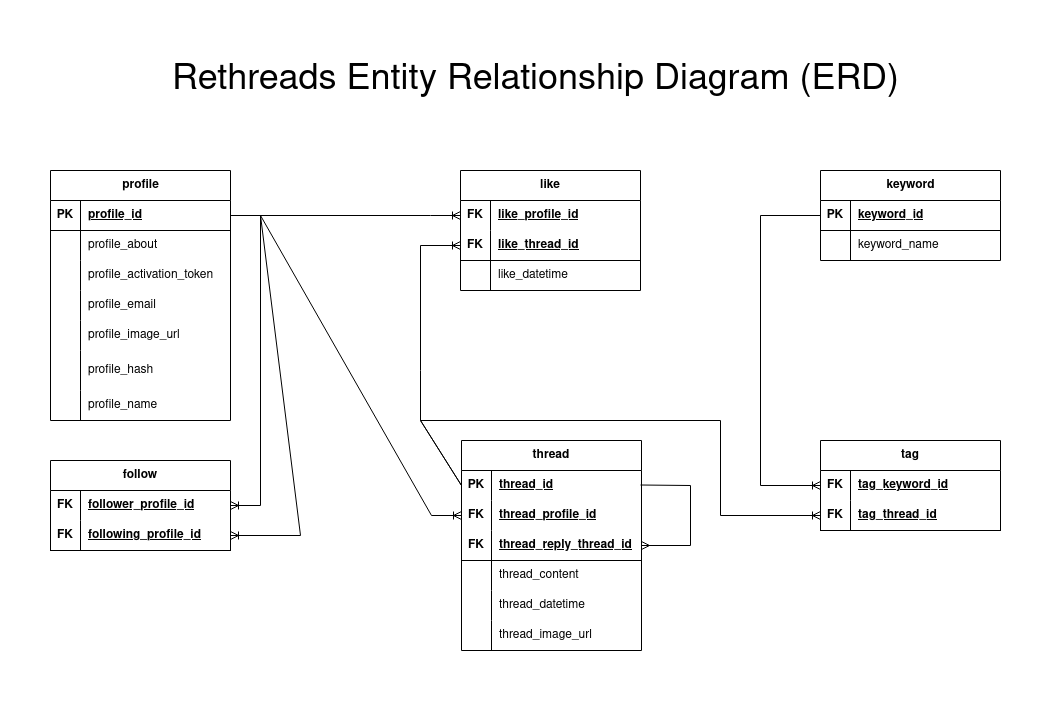 Rethreads Entity Relationship Diagram (ERD)
profile
PK profile_id
profile_about
profile_activation_token
profile_email
profile_image_url
profile_hash
profile_name
like
FK like_profile_id
FK like_thread_id
like_datetime
keyword
PK keyword_id
keyword_name
follow
FK follower_profile_id
FK following_profile_id
thread
PK thread_id
FK thread_profile_id
FK thread_reply_thread_id
thread_content
thread_datetime
thread_image_url
tag
FK tag_keyword_id
FK tag_thread_id